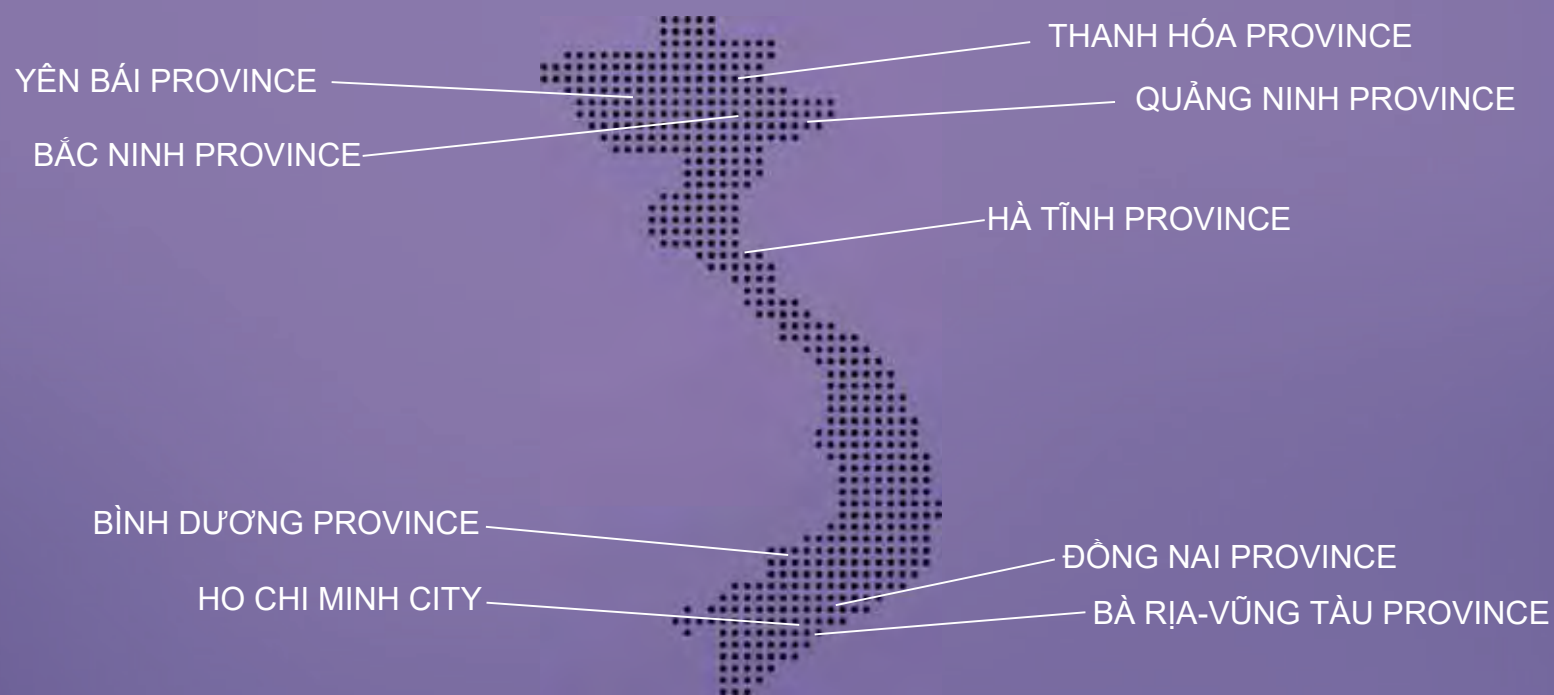 THANH HÓA PROVINCE
YÊN BÁI PROVINCE
QUẢNG NINH PROVINCE
BẮC NINH PROVINCE
HÀ TĨNH PROVINCE
BÌNH DƯƠNG PROVINCE
ĐỒNG NAI PROVINCE
HO CHI MINH CITY
BÀ RỊA-VŨNG TÀU PROVINCE